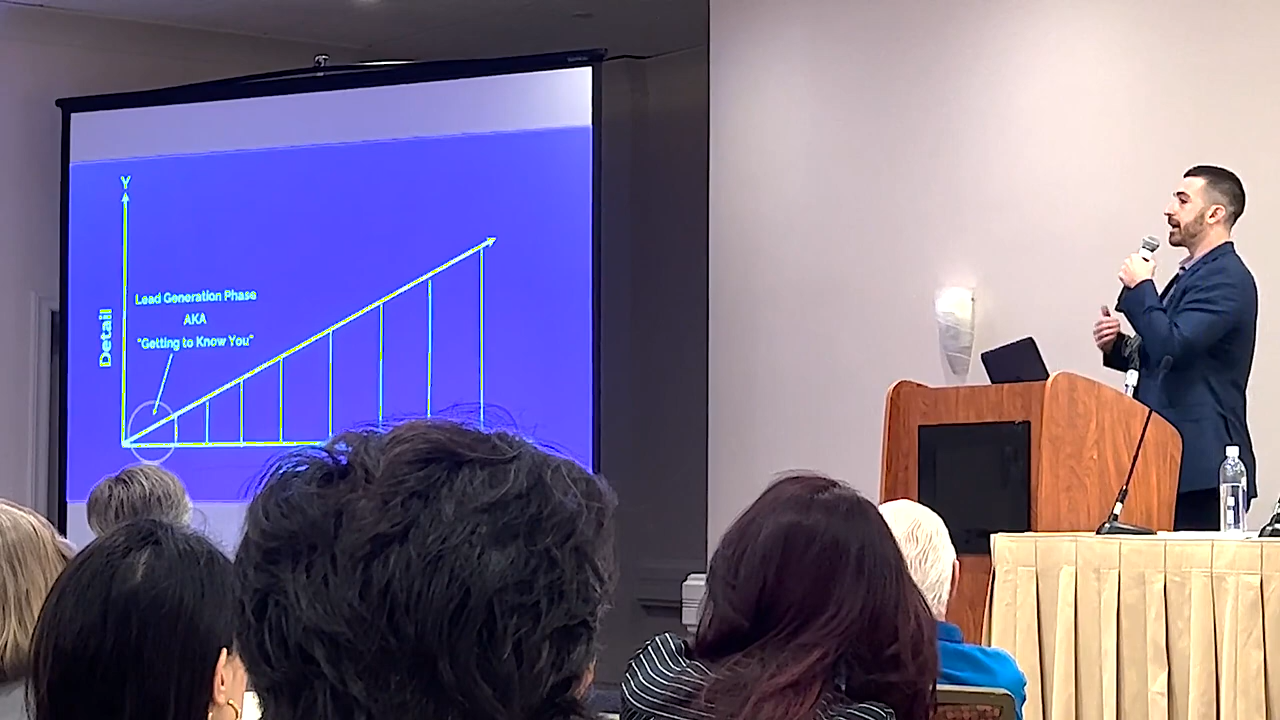 Y
Lead Generation Phase
AKA
"Getting to Know You"
Detail